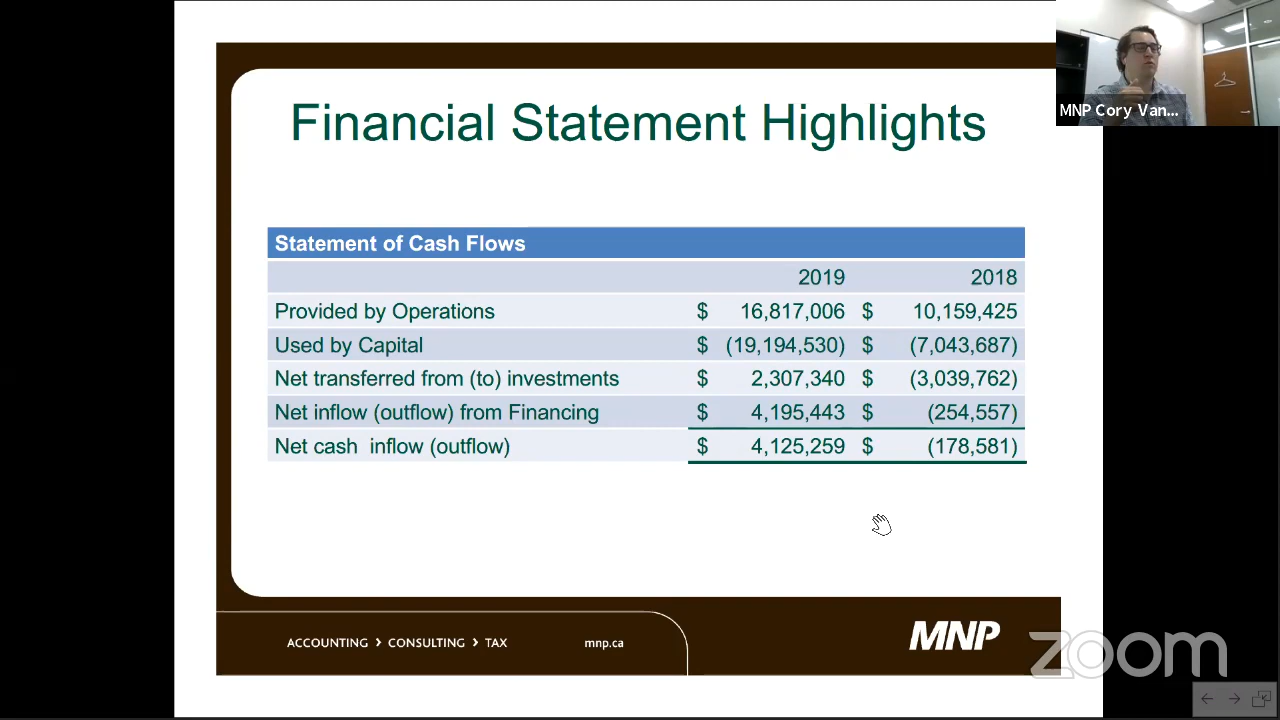 Financial Statement Highlights
MNP Cory Van...
Statement of Cash Flows
2019 2018
Provided by Operations $ 16,817,006 $ 10,159,425
Used by Capital $ (19,194,530) $ (7,043,687)
Net transferred from (to) investments $ 2,307,340 $ (3,039,762)
Net inflow (outflow) from Financing $ 4,195,443 $ (254,557)
Net cash inflow (outflow) $ 4,125,259 $ (178,581)
ACCOUNTING > CONSULTING > TAX mnp.ca MNP
zoom